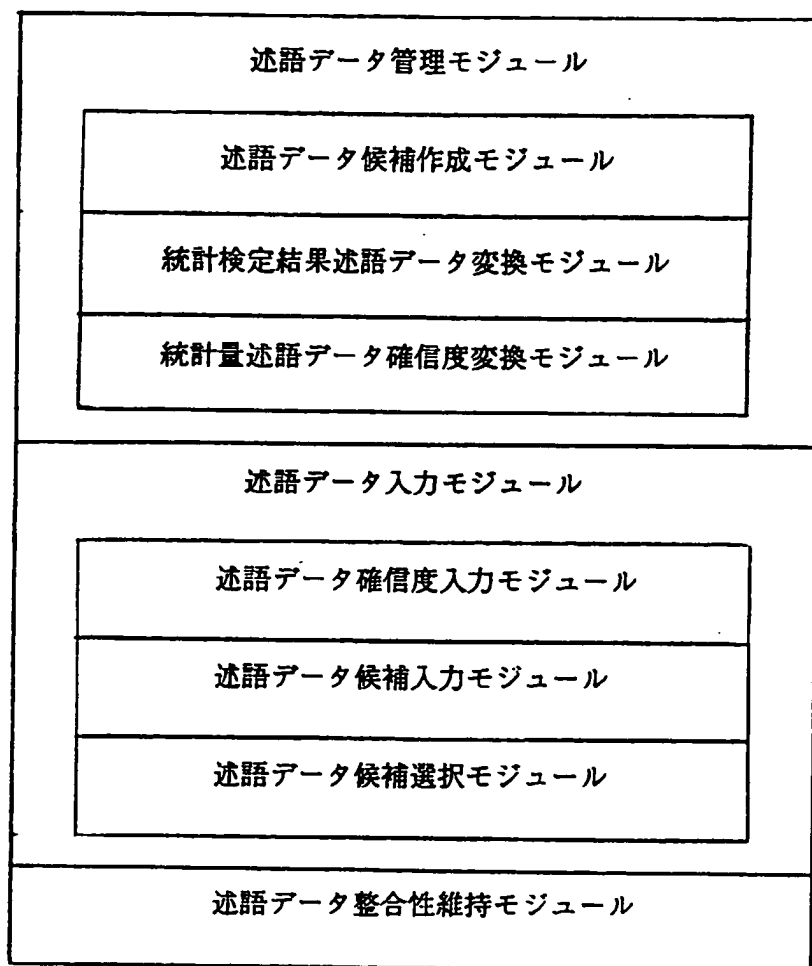 述語データ管理モジュール
述語データ候補作成モジュール
統計検定結果述語データ変換モジュール
統計量述語データ確信度変換モジュール
述語データ入力モジュール
述語データ確信度入力モジュール
述語データ候補入力モジュール
述語データ候補選択モジュール
述語データ整合性維持モジュール